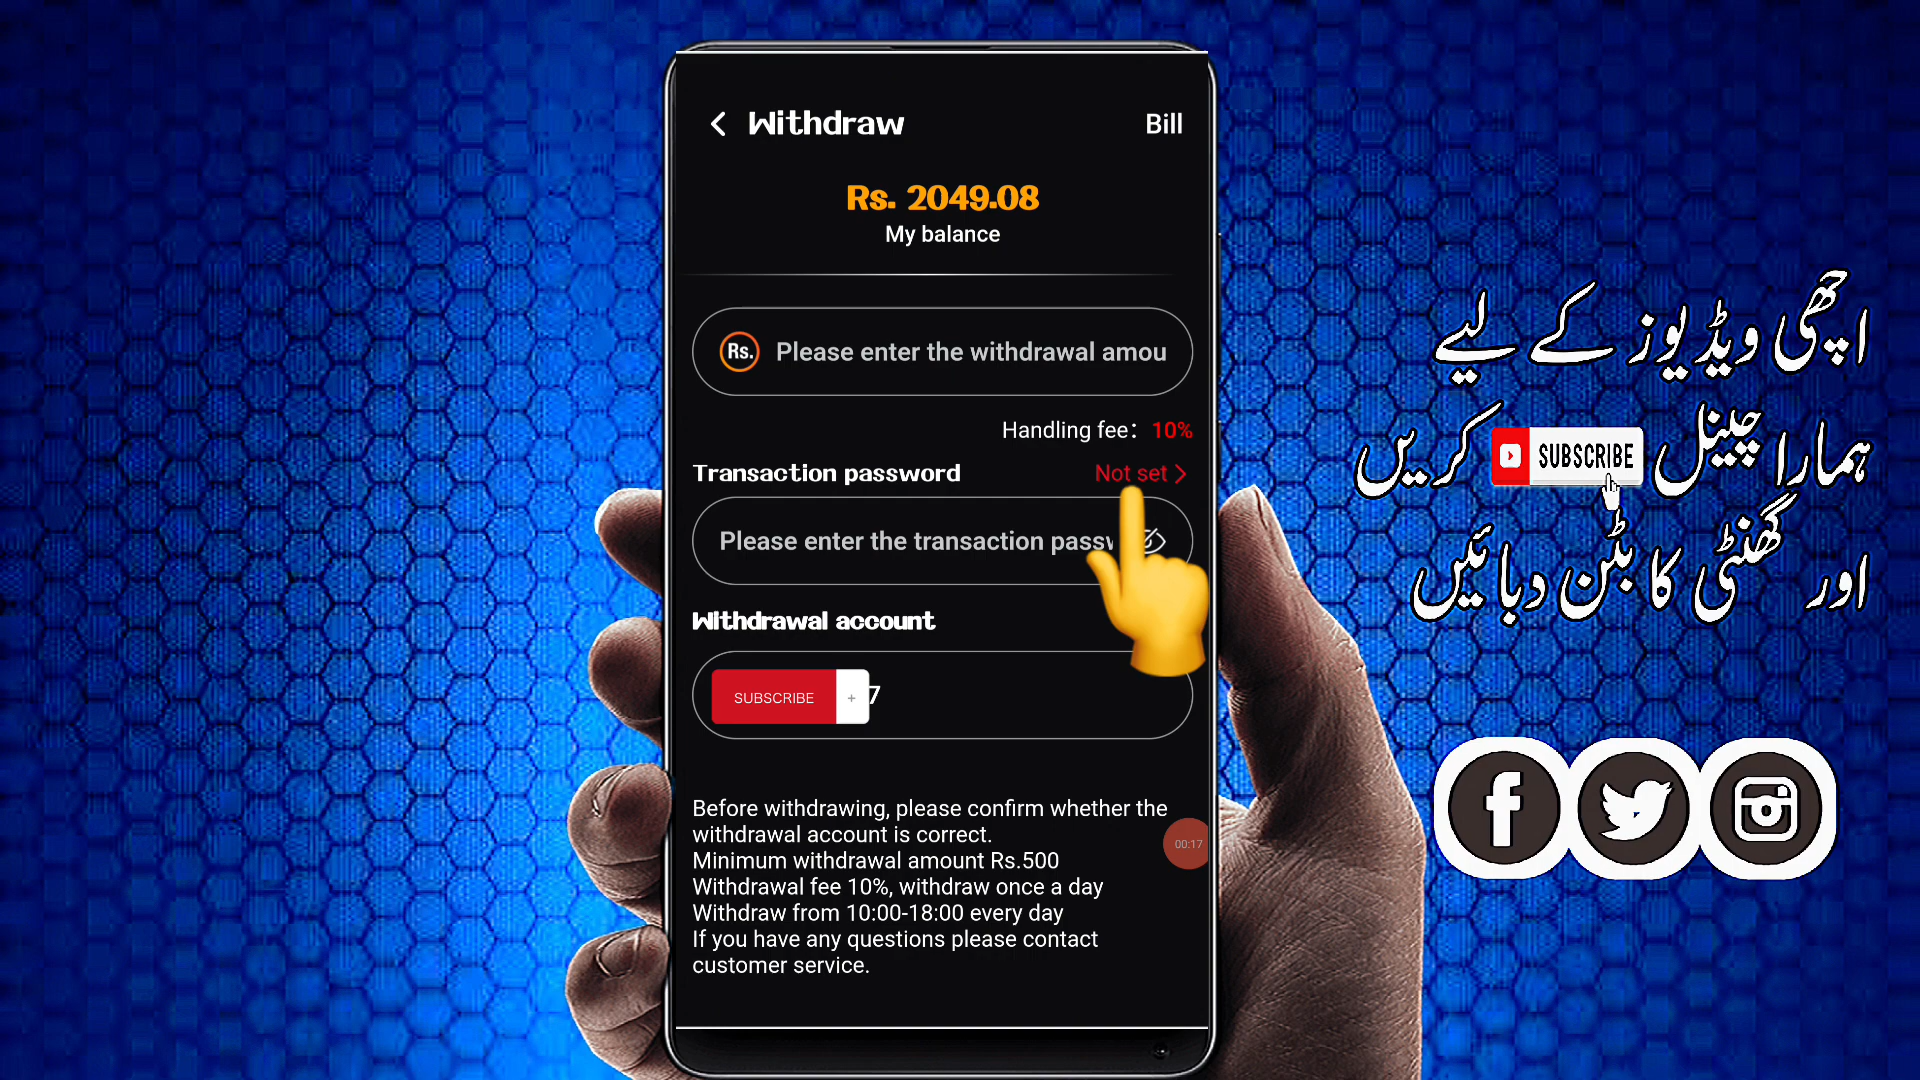 Withdraw
Bill
Rs. 2049.08
My balance
Rs. Please enter the withdrawal amou
Handling fee: 10%
Transaction password
Not set >
Please enter the transaction passw
Withdrawal account
SUBSCRIBE + 7
Before withdrawing, please confirm whether the
withdrawal account is correct.
Minimum withdrawal amount Rs.500
Withdrawal fee 10%, withdraw once a day
Withdraw from 10:00-18:00 every day
If you have any questions please contact
customer service.
00:17
اچھی ویڈیوز کے لیے
ہمارا چینل SUBSCRIBE کریں
اور گھنٹی کا بٹن دبائیں